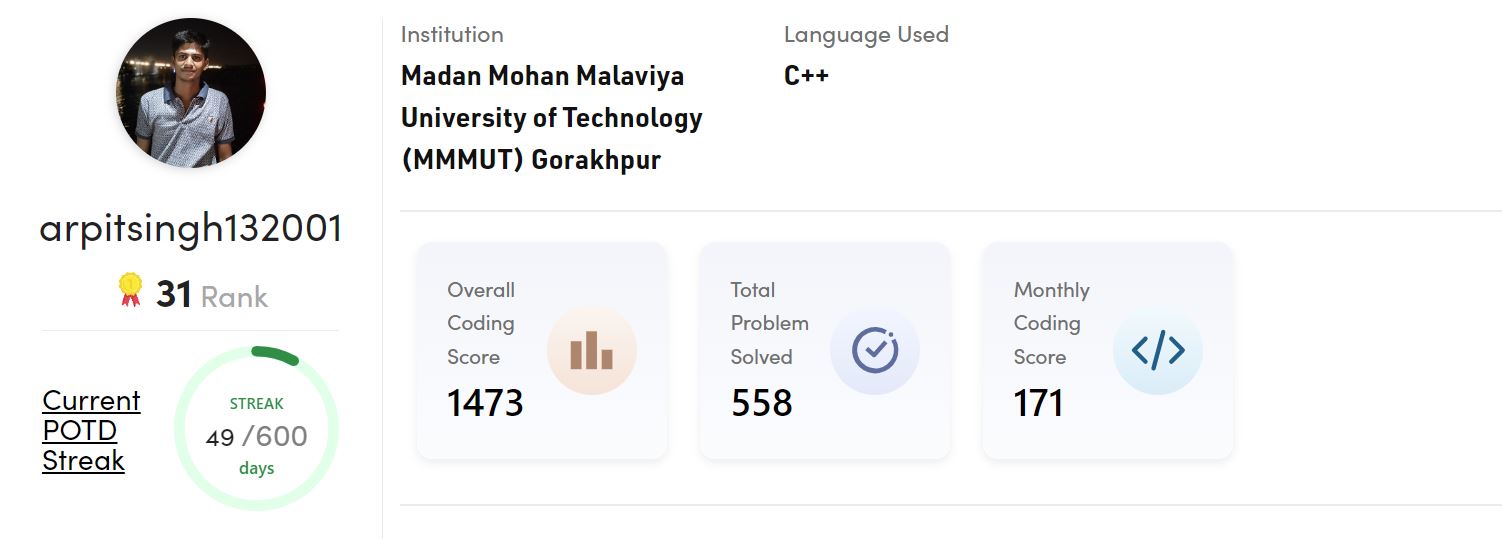 arpitsingh132001
31 Rank
Current
POTD
Streak
STREAK
49 /600
days
Institution
Madan Mohan Malaviya
University of Technology
(MMMUT) Gorakhpur
Language Used
C++
Overall
Coding
Score
1473
Total
Problem
Solved
558
Monthly
Coding
Score
171